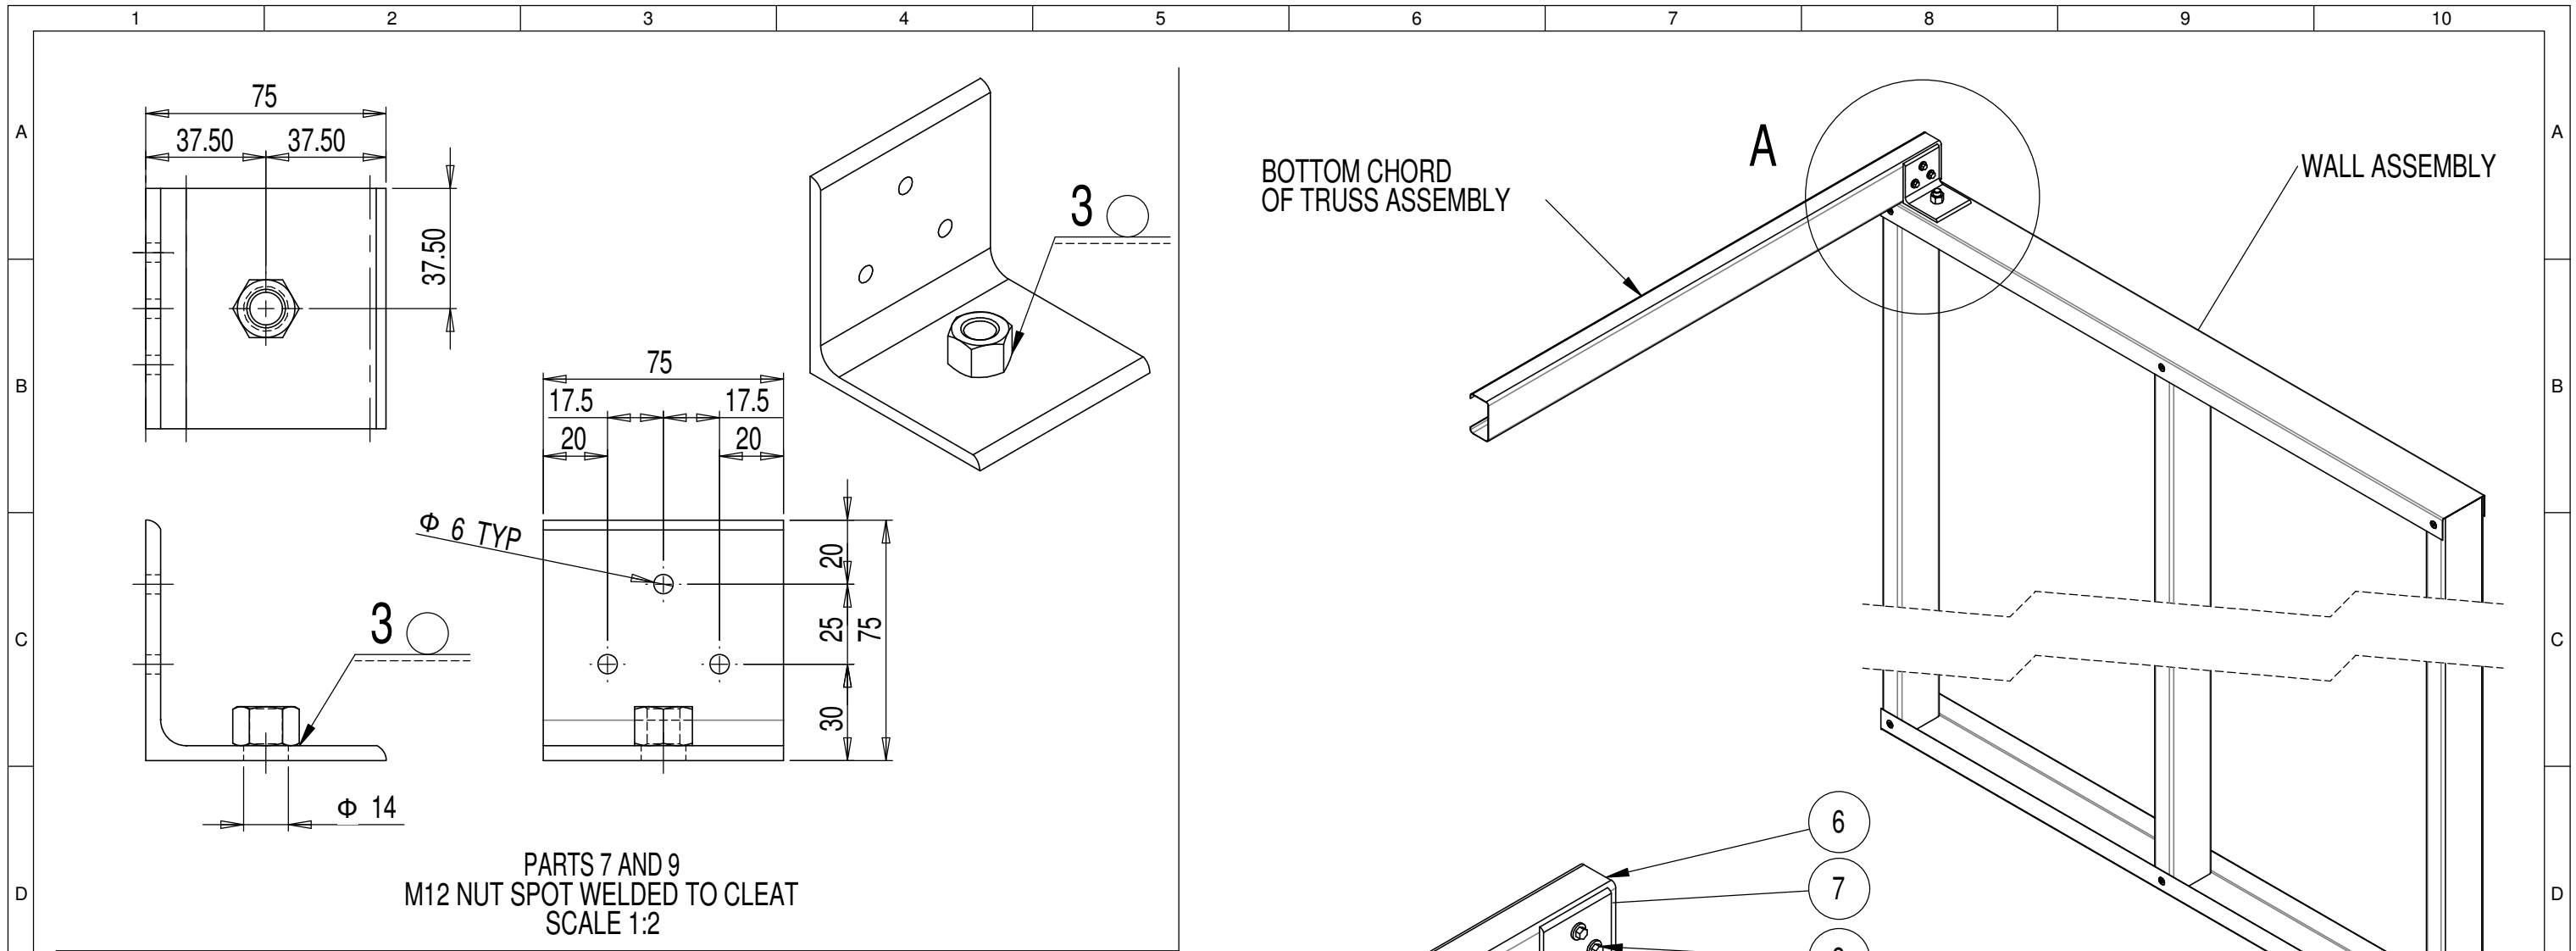 1 2 3 4 5 6 7 8 9 10
A
B
C
D
75
37.50 37.50
37.50
3
75
17.5 17.5
20 20
Φ 6 TYP
20
25
75
30
3
Φ 14
PARTS 7 AND 9
M12 NUT SPOT WELDED TO CLEAT
SCALE 1:2
A
BOTTOM CHORD
OF TRUSS ASSEMBLY
WALL ASSEMBLY
6
7
A
B
C
D